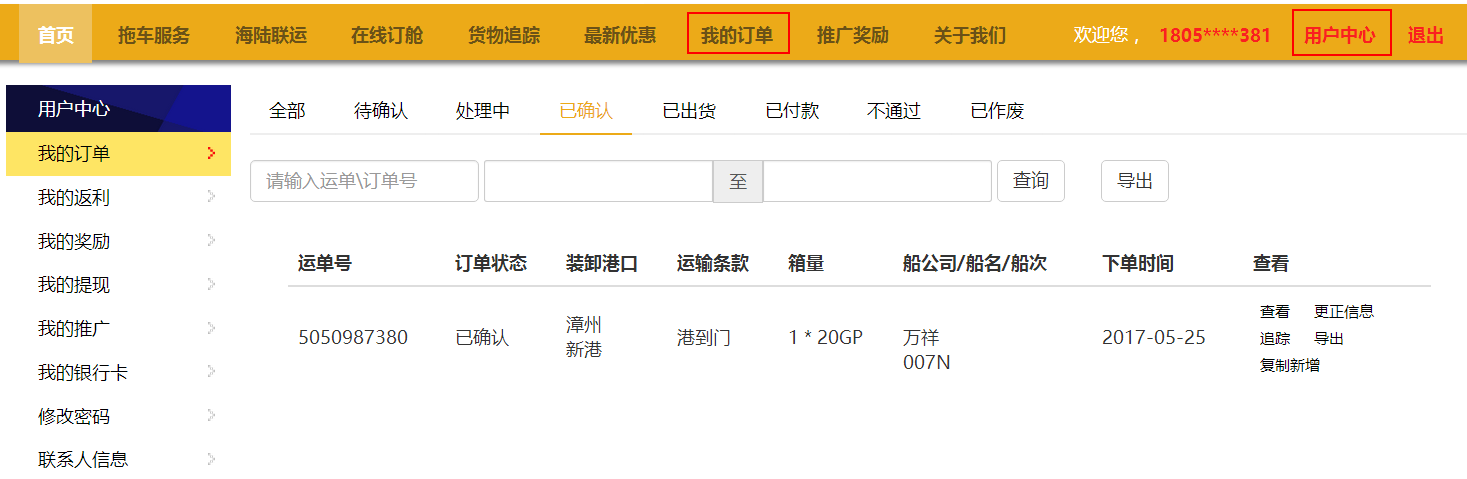 首页 拖车服务 海陆联运 在线订舱 货物追踪 最新优惠 我的订单 推广奖励 关于我们 欢迎您， 1805****381 用户中心 退出
用户中心
我的订单
我的返利
我的奖励
我的提现
我的推广
我的银行卡
修改密码
联系人信息
全部 待确认 处理中 已确认 已出货 已付款 不通过 已作废
请输入运单\订单号 至 查询 导出
运单号 订单状态 装卸港口 运输条款 箱量 船公司/船名/船次 下单时间 查看
5050987380 已确认 漳州 港到门 1 * 20GP 万祥 2017-05-25 查看 更正信息
新港 007N 追踪 导出
复制新增